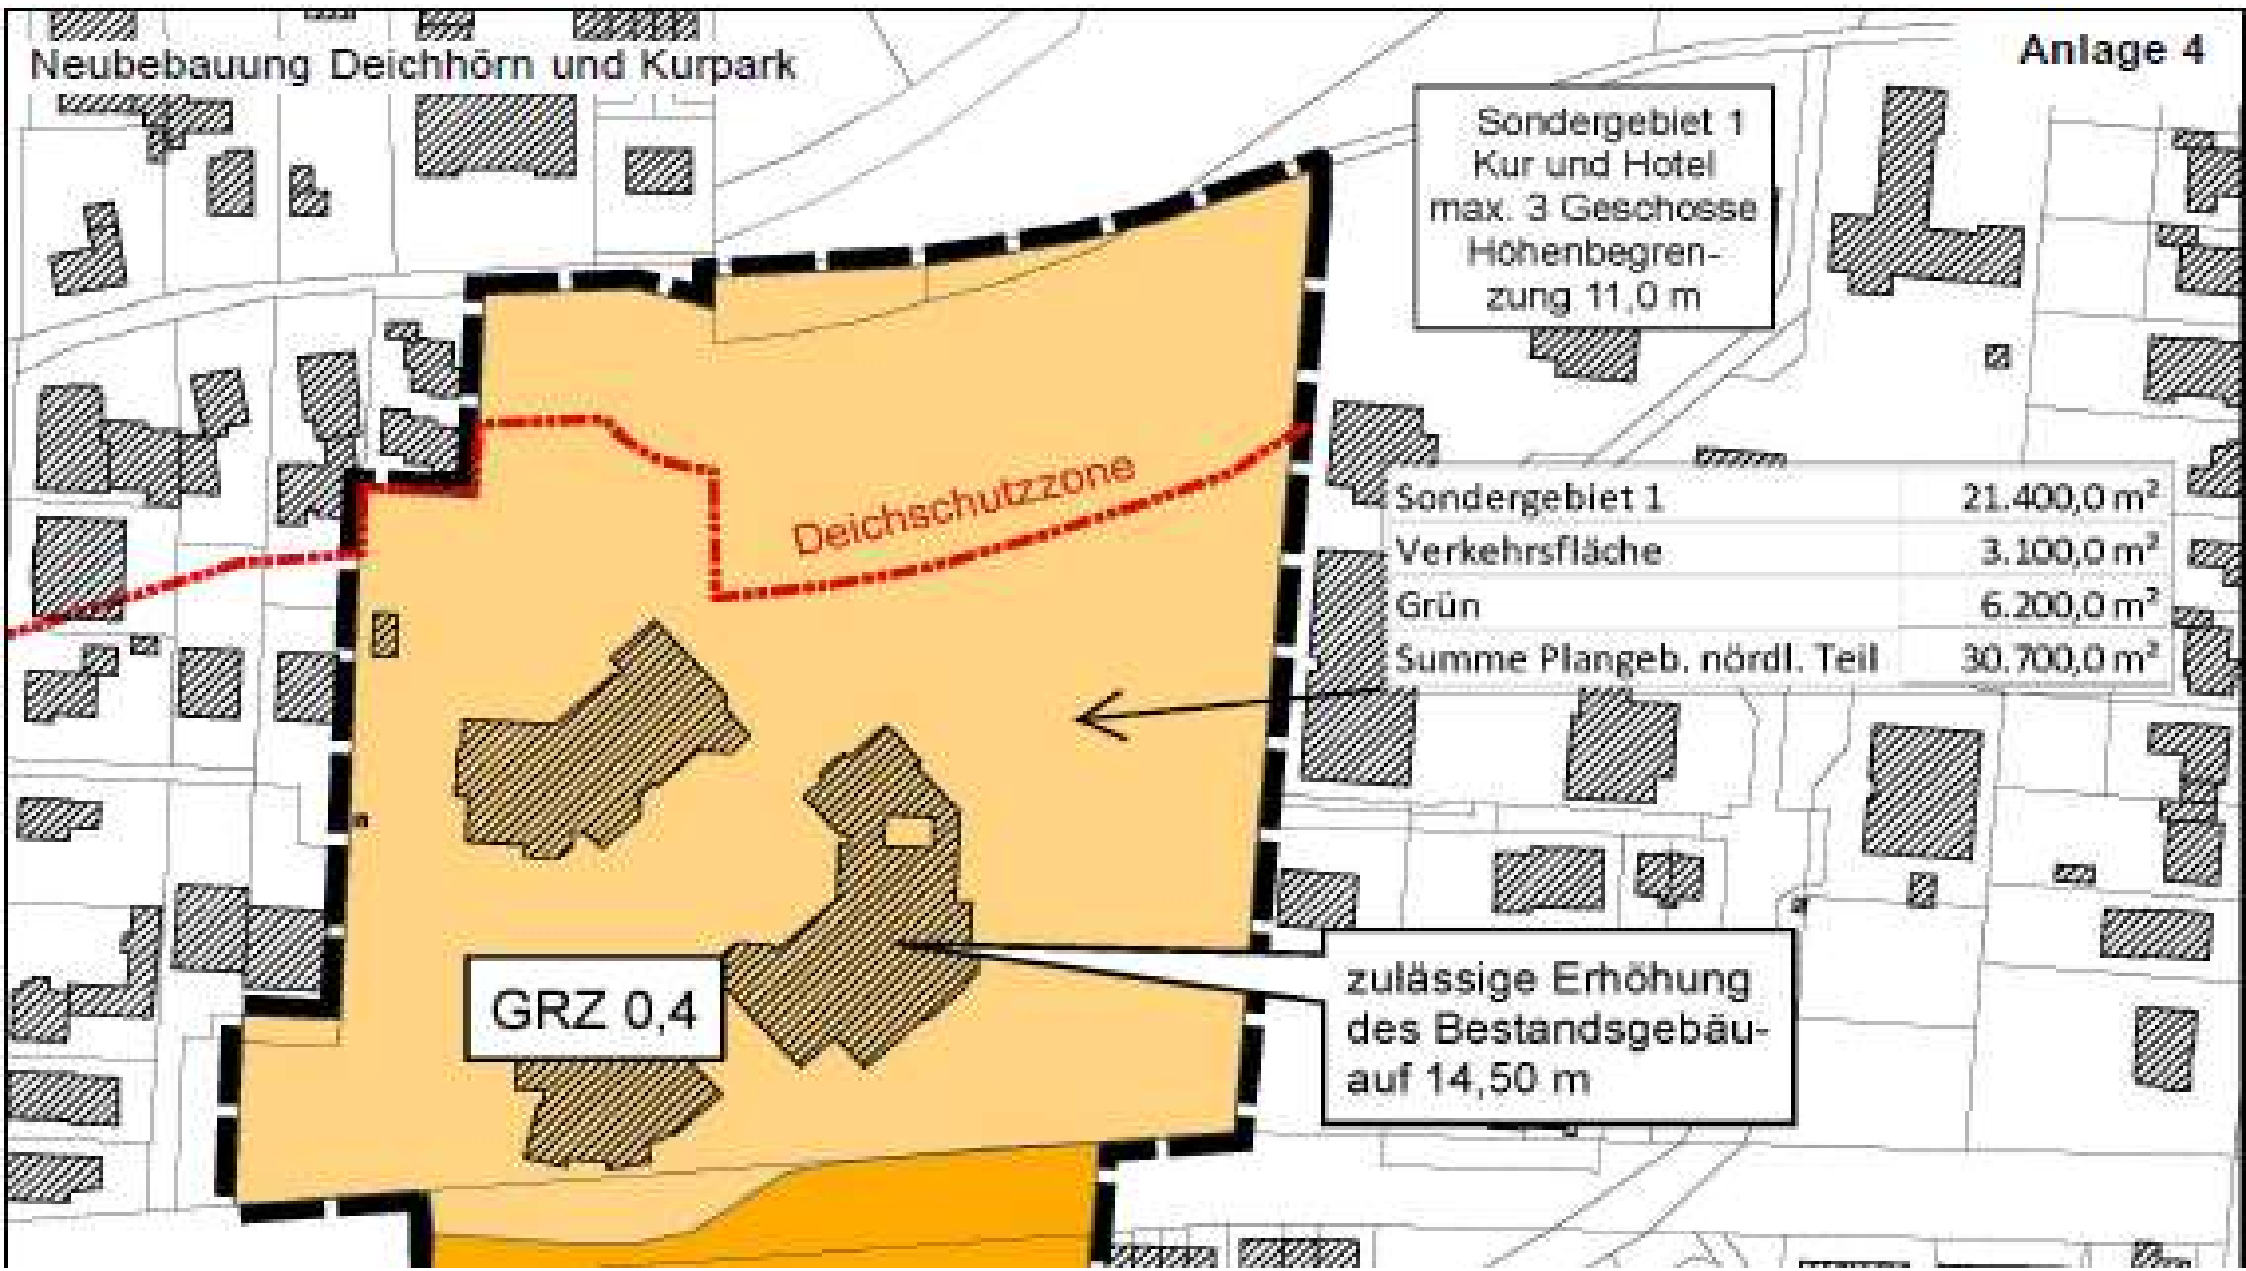 Neubebauung Deichhörn und Kurpark
Anlage 4
Sondergebiet 1
Kur und Hotel
max. 3 Geschosse
Höhenbegren-
zung 11,0 m
Deichschutzzone
Sondergebiet 1 21.400,0 m²
Verkehrsfläche 3.100,0 m²
Grün 6.200,0 m²
Summe Plangeb. nördl. Teil 30.700,0 m²
GRZ 0,4
zulässige Erhöhung
des Bestandsgebäu-
auf 14,50 m